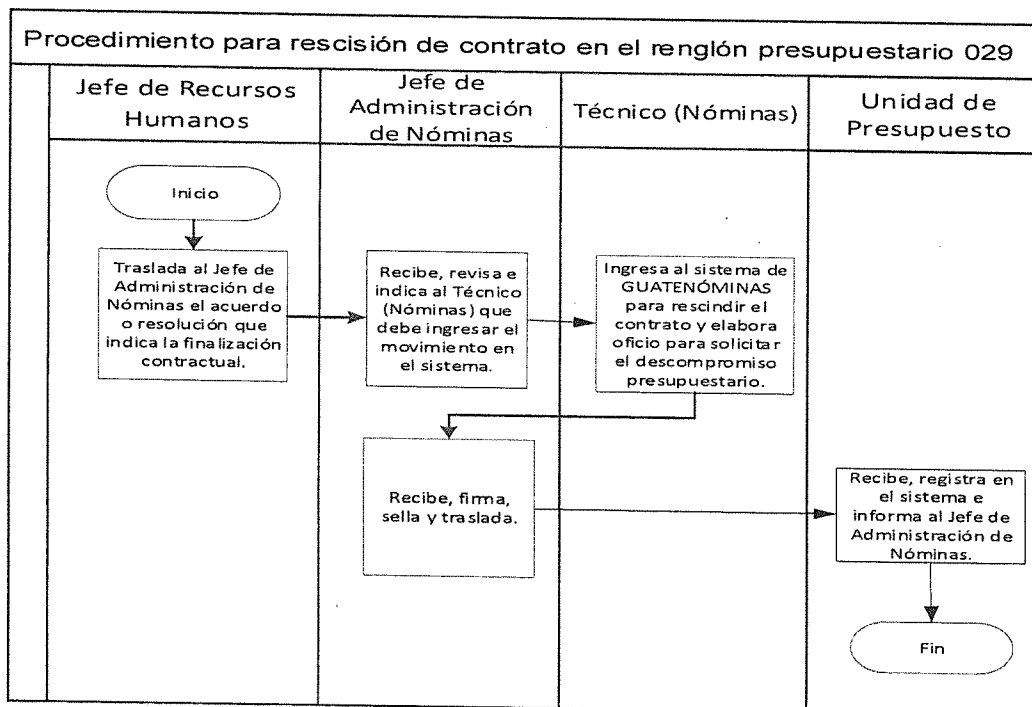 Procedimiento para rescisión de contrato en el renglón presupuestario 029
Jefe de Recursos
Humanos
Jefe de
Administración
de Nóminas
Técnico (Nóminas)
Unidad de
Presupuesto
Inicio
Traslada al Jefe de
Administración de
Nóminas el acuerdo
o resolución que
indica la finalización
contractual.
Recibe, revisa e
indica al Técnico
(Nóminas) que
debe ingresar el
movimiento en
el sistema.
Ingresa al sistema de
GUATENÓMINAS
para rescindir el
contrato y elabora
oficio para solicitar
el descompromiso
presupuestario.
Recibe, firma,
sella y traslada.
Recibe, registra en
el sistema e
informa al Jefe de
Administración de
Nóminas.
Fin